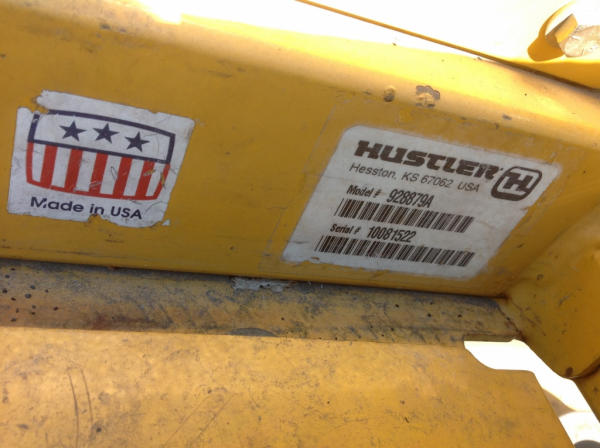 Made in USA
HUSTLER H
Hesston, KS 67062 USA
Model # 928879A
Serial # 10081522